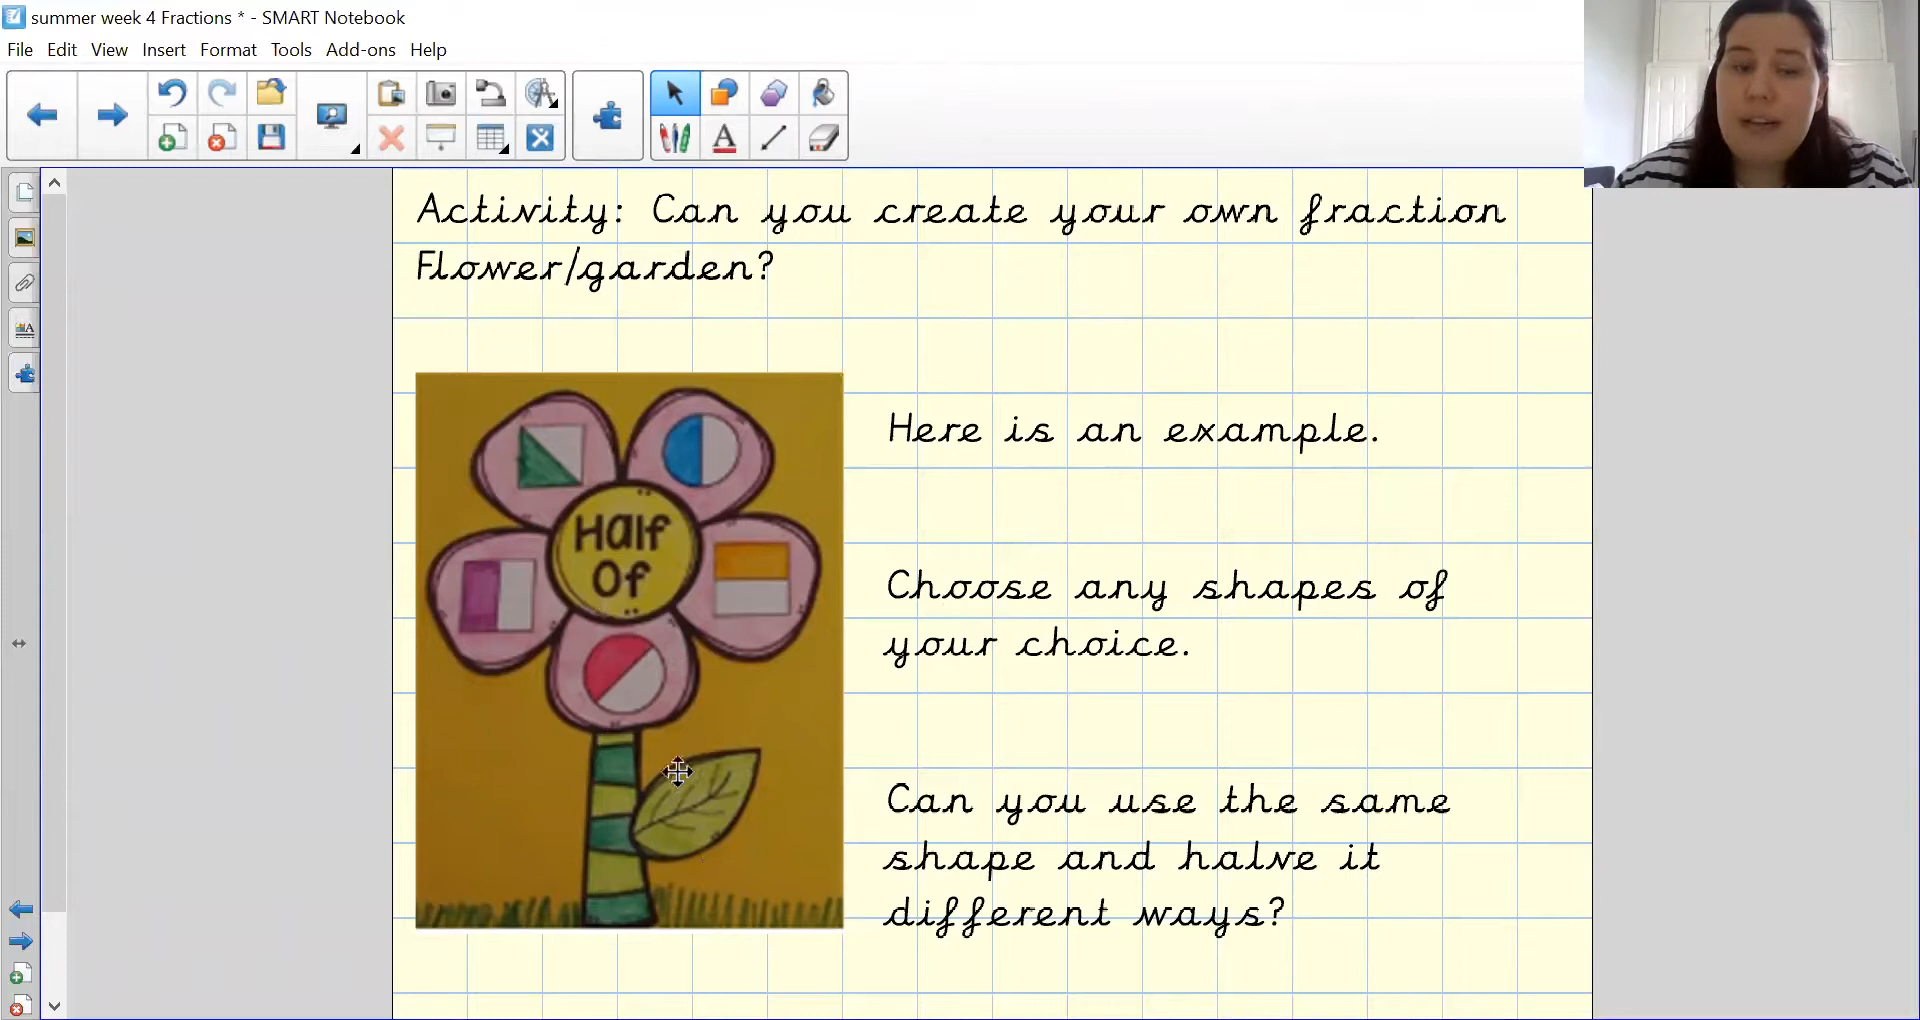 summer week 4 Fractions * - SMART Notebook
File Edit View Insert Format Tools Add-ons Help
Activity: Can you create your own fraction
Flower/garden?
Half
Of
Here is an example.
Choose any shapes of
your choice.
Can you use the same
shape and halve it
different ways?